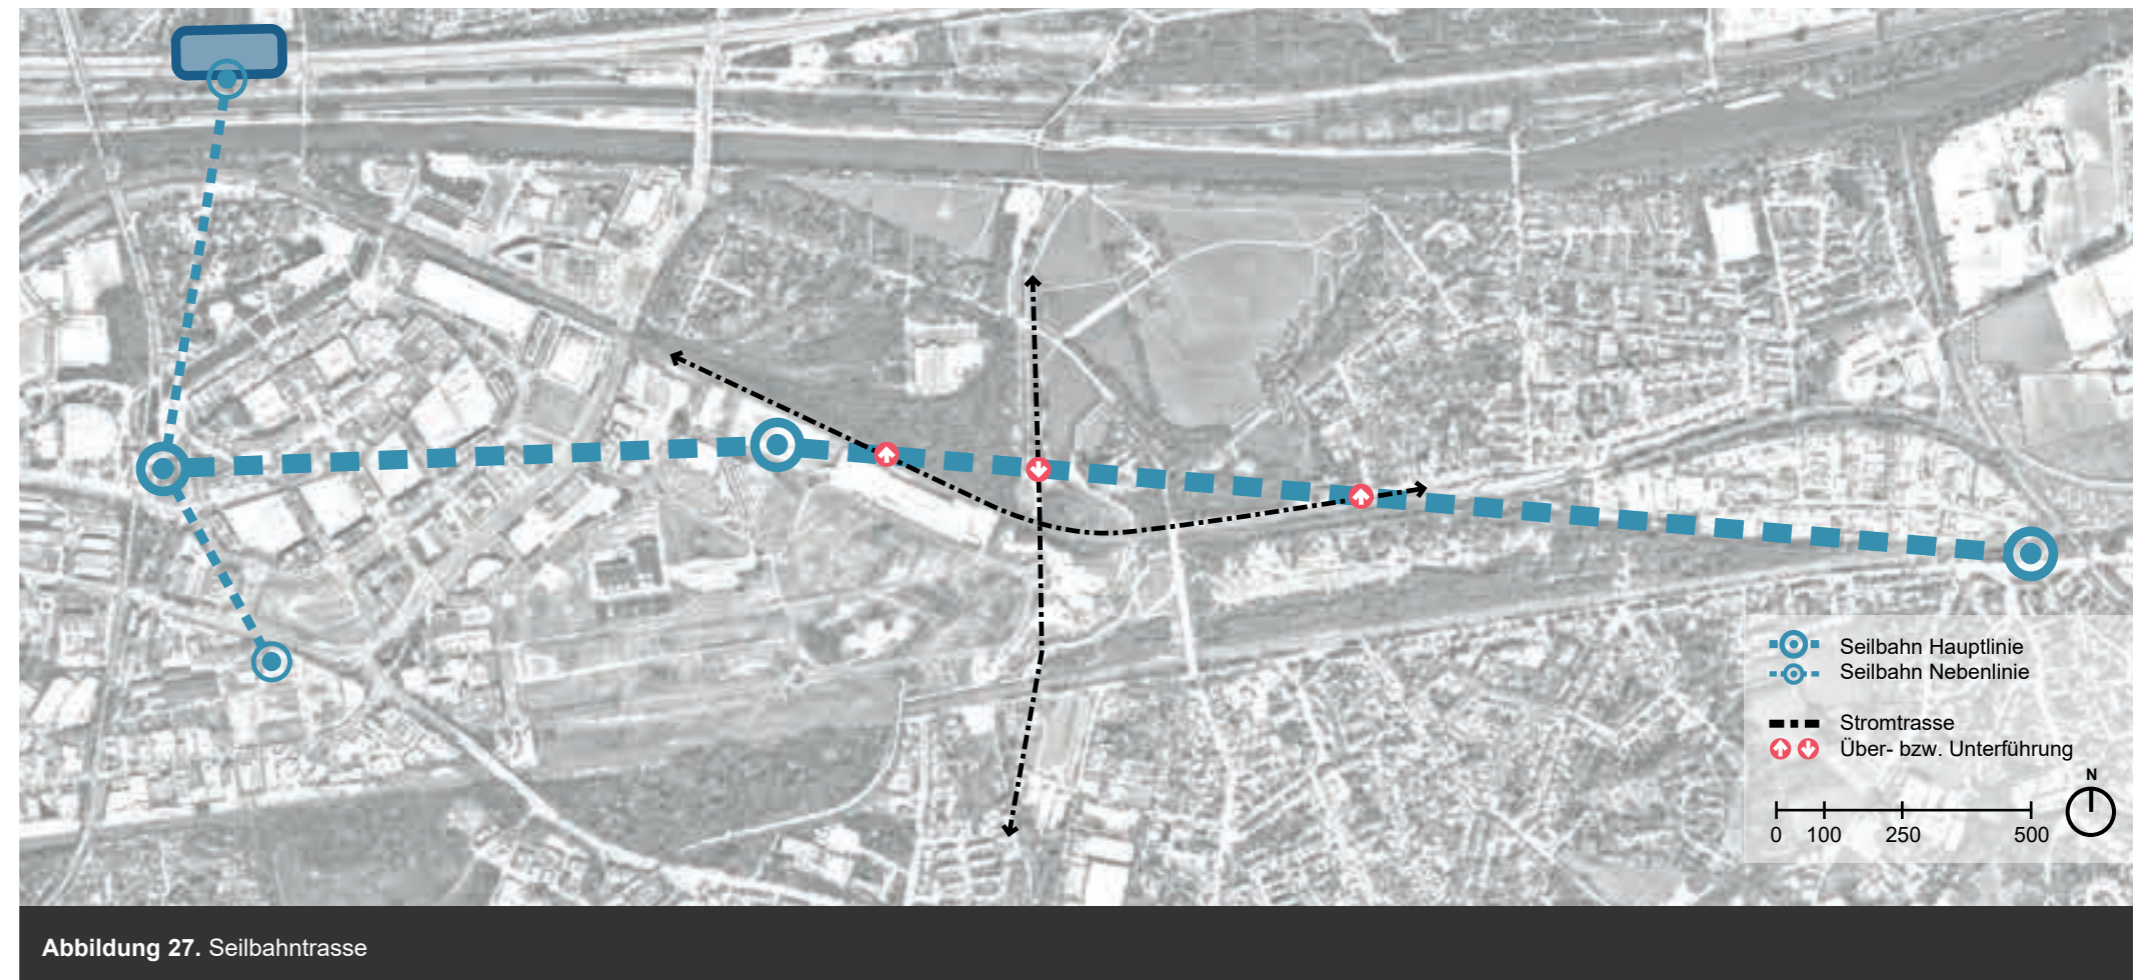 Seilbahn Hauptlinie
Seilbahn Nebenlinie
Stromtrasse
Über- bzw. Unterführung
N
0 100 250 500
Abbildung 27. Seilbahntrasse